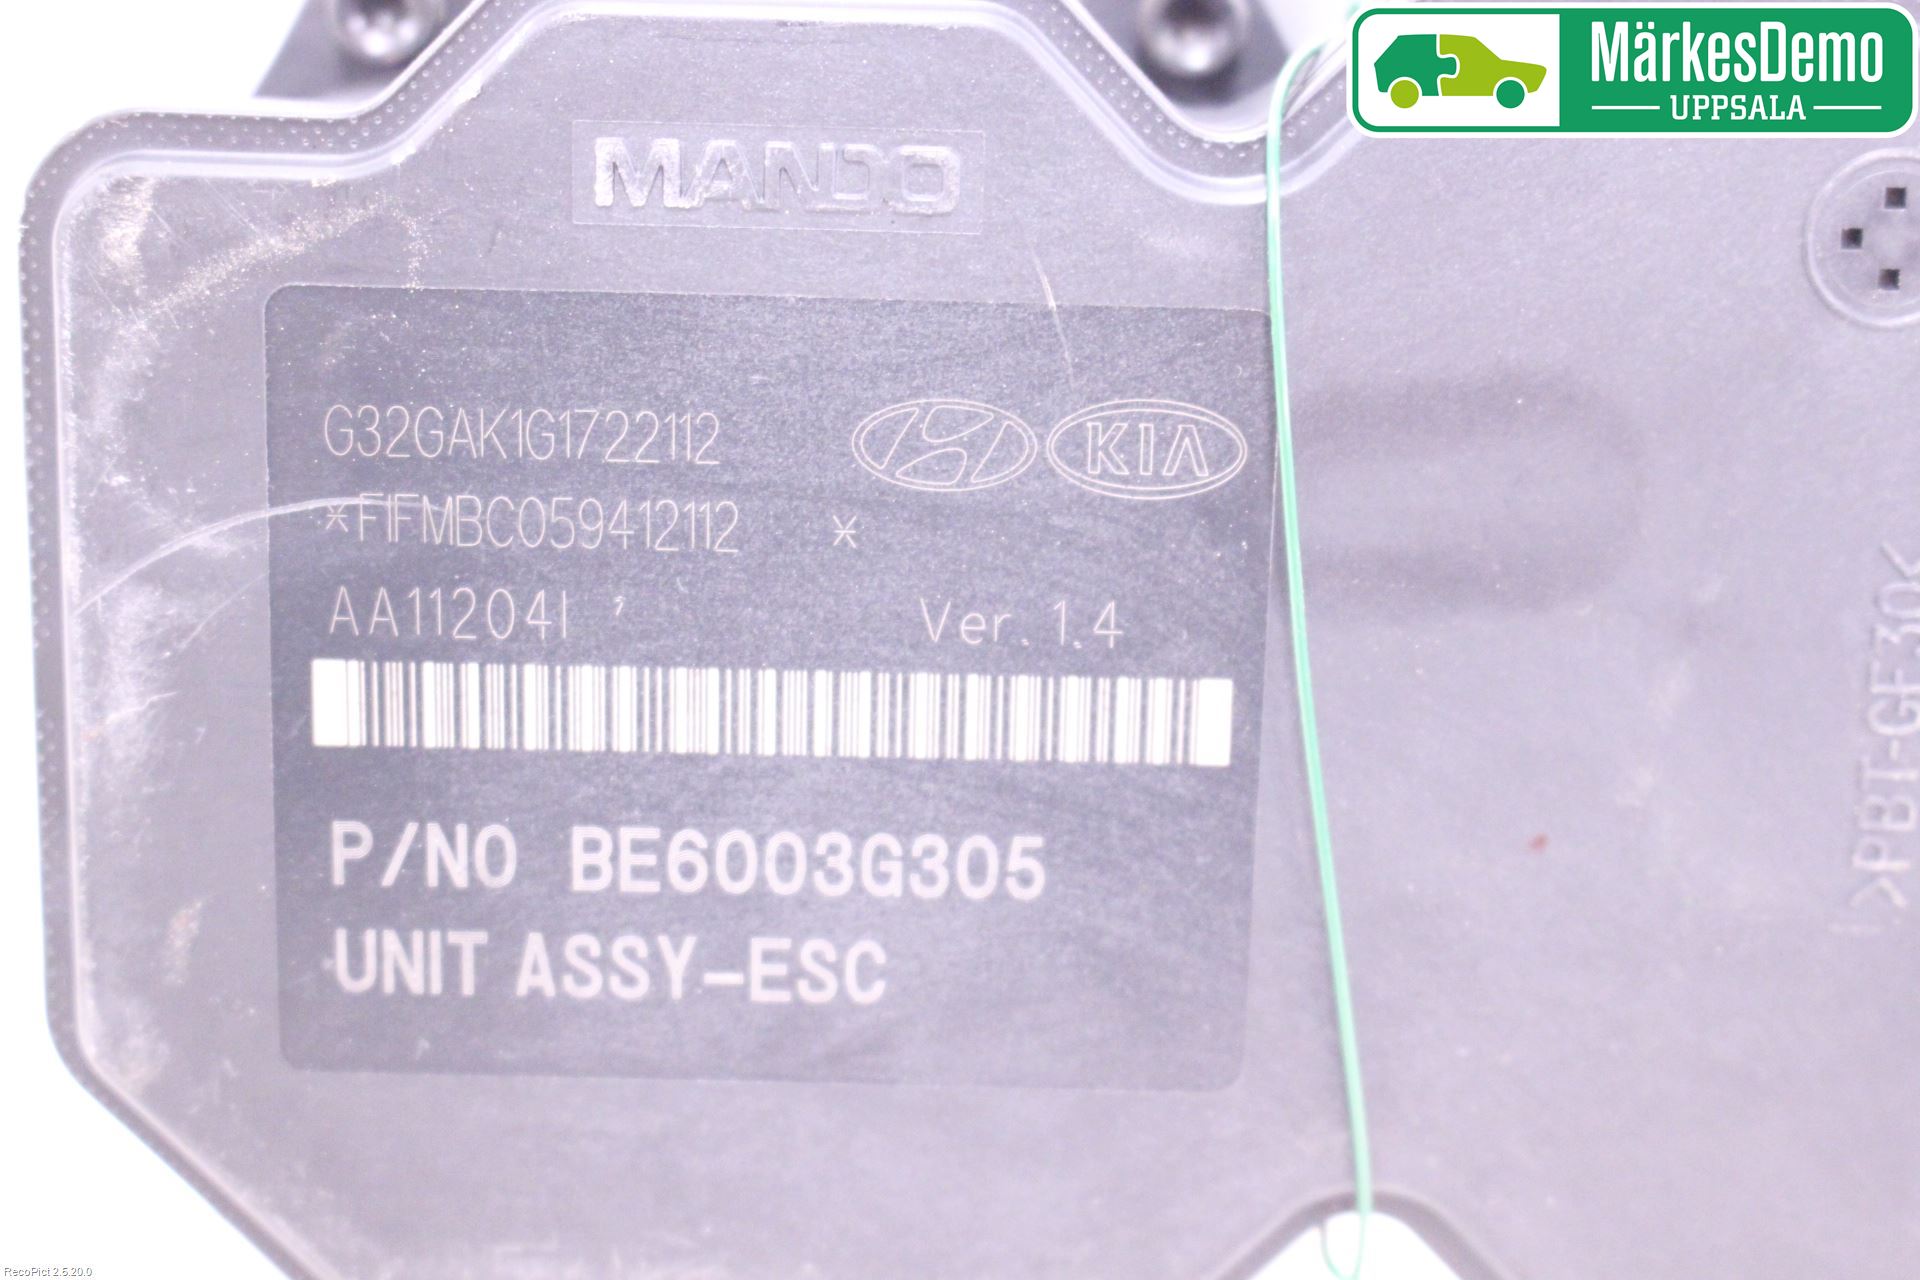 MärkesDemo
UPPSALA
MANDO
G32GAK1G1722112
KIA
*FIFMBC059412112 *
AA112041
Ver. 1.4
P/NO BE6003G305
UNIT ASSY-ESC
>PBT-GF30<
RecoPict 2.5.20.0